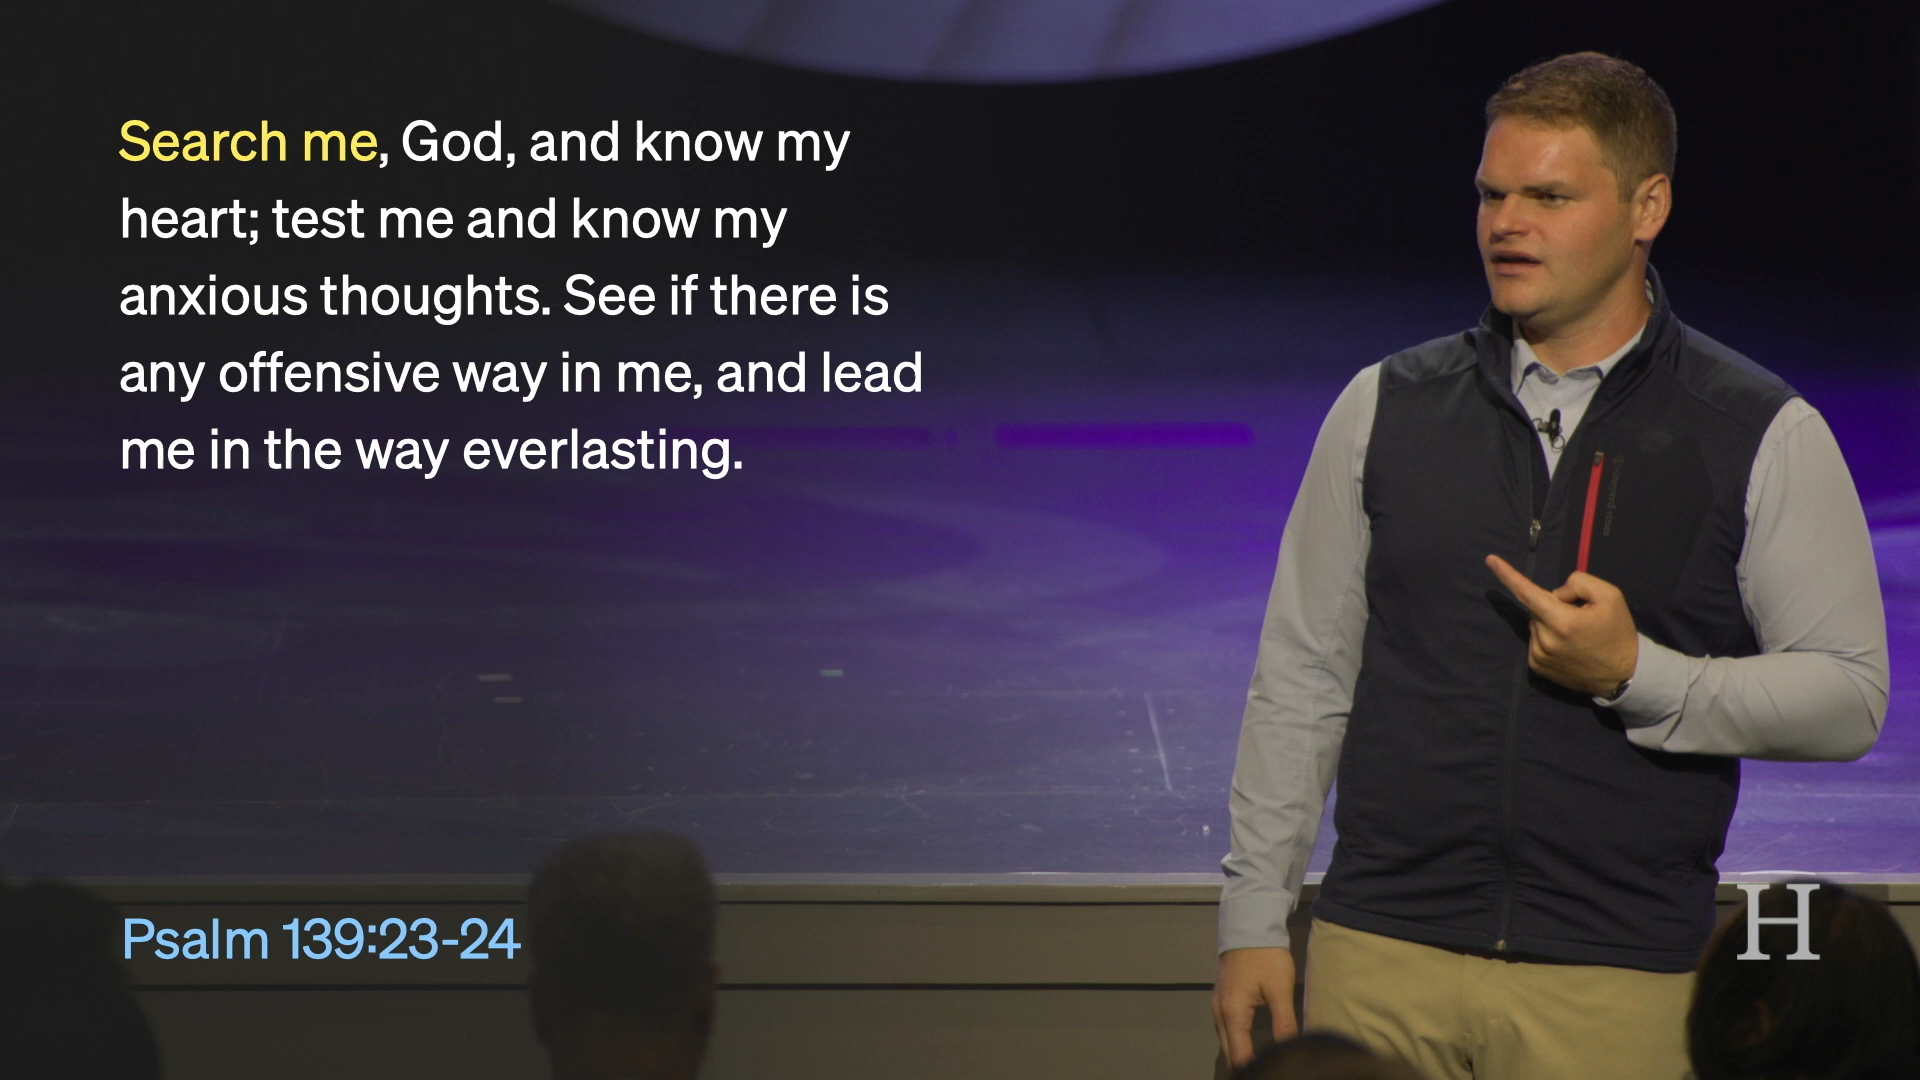 Search me, God, and know my
heart; test me and know my
anxious thoughts. See if there is
any offensive way in me, and lead
me in the way everlasting.
Psalm 139:23-24
H